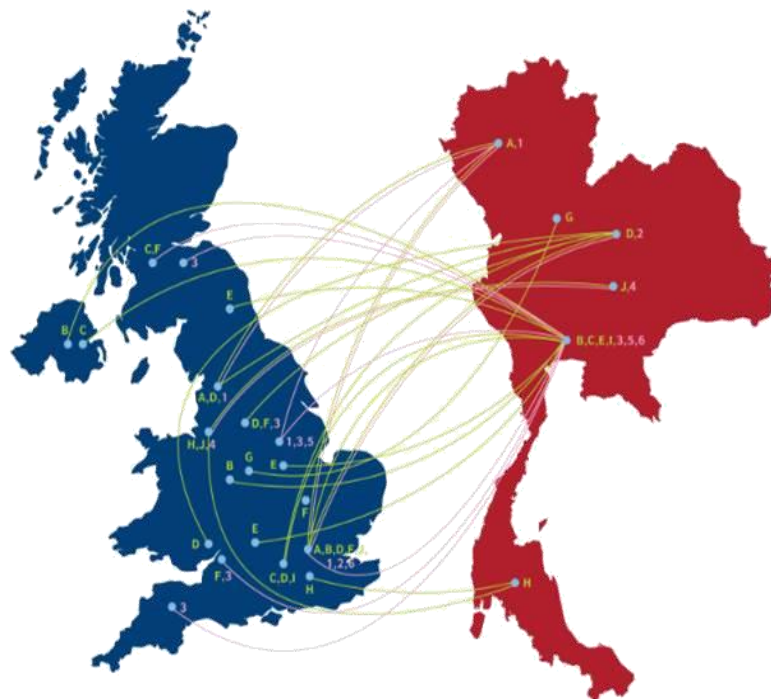 A,1
G
D,2
C,F
3
J,4
E
B
C
B,C,E,I,3,5,6
A,D,1
D,F,3
H,J,4
1,3,5
G
E
B
F
D
E
A,B,D,E,J,
1,2,6
F,3
C,D,I
H
H
3